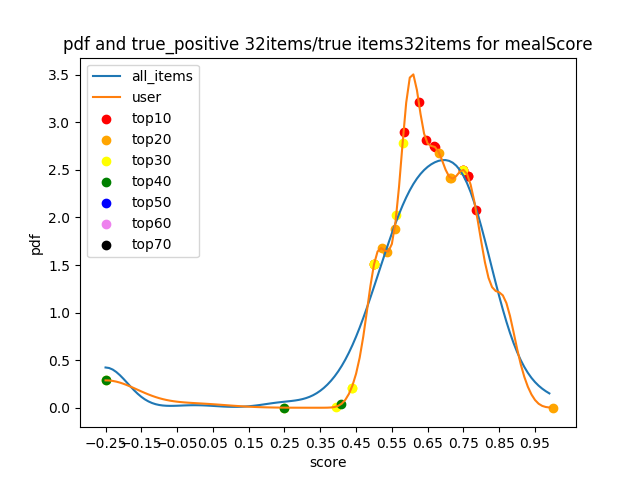 pdf and true_positive 32items/true items32items for mealScore
all_items
user
top10
top20
top30
top40
top50
top60
top70
pdf
3.5
3.0
2.5
2.0
1.5
1.0
0.5
0.0
−0.25 −0.15 −0.05 0.05 0.15 0.25 0.35 0.45 0.55 0.65 0.75 0.85 0.95
score